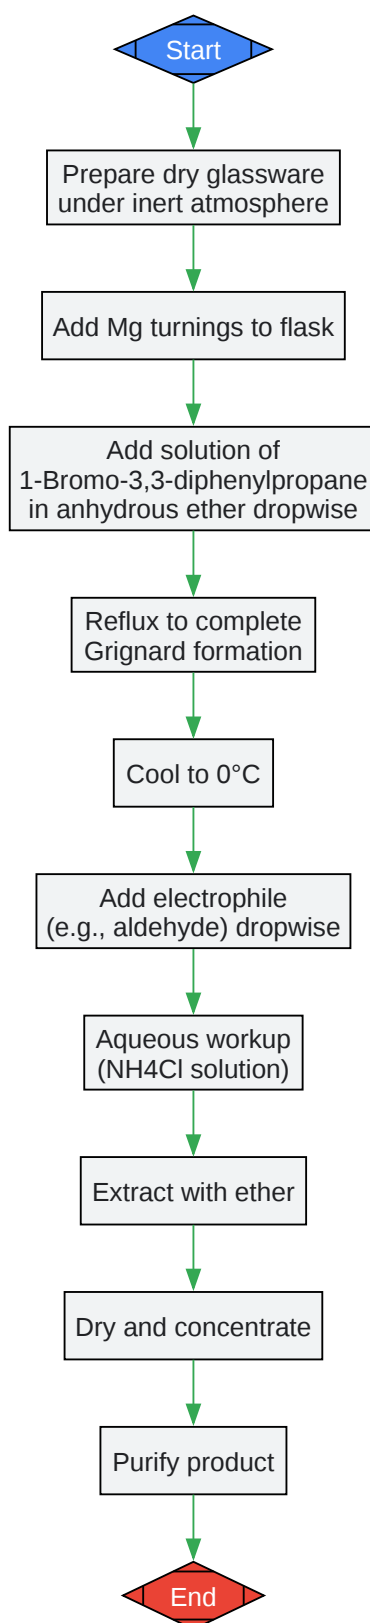 Start
Prepare dry glassware
under inert atmosphere
Add Mg turnings to flask
Add solution of
1-Bromo-3,3-diphenylpropane
in anhydrous ether dropwise
Reflux to complete
Grignard formation
Cool to 0°C
Add electrophile
(e.g., aldehyde) dropwise
Aqueous workup
(NH4Cl solution)
Extract with ether
Dry and concentrate
Purify product
End